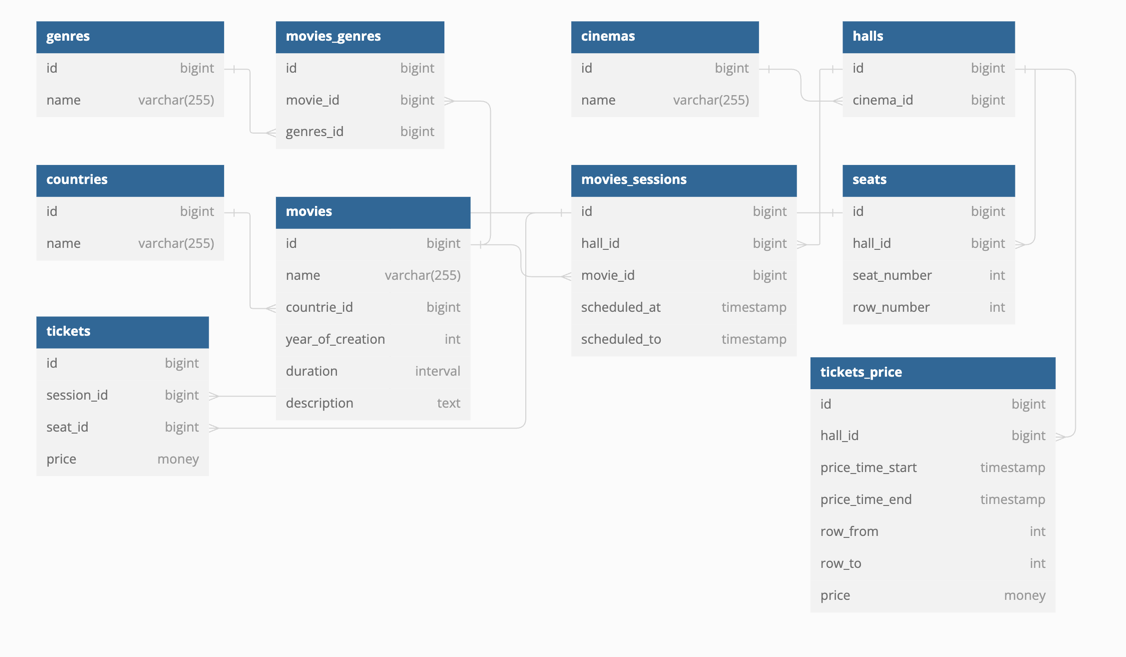 genres
id bigint
name varchar(255)
movies_genres
id bigint
movie_id bigint
genres_id bigint
cinemas
id bigint
name varchar(255)
halls
id bigint
cinema_id bigint
countries
id bigint
name varchar(255)
movies
id bigint
name varchar(255)
countrie_id bigint
year_of_creation int
duration interval
description text
movies_sessions
id bigint
hall_id bigint
movie_id bigint
scheduled_at timestamp
scheduled_to timestamp
seats
id bigint
hall_id bigint
seat_number int
row_number int
tickets
id bigint
session_id bigint
seat_id bigint
price money
tickets_price
id bigint
hall_id bigint
price_time_start timestamp
price_time_end timestamp
row_from int
row_to int
price money